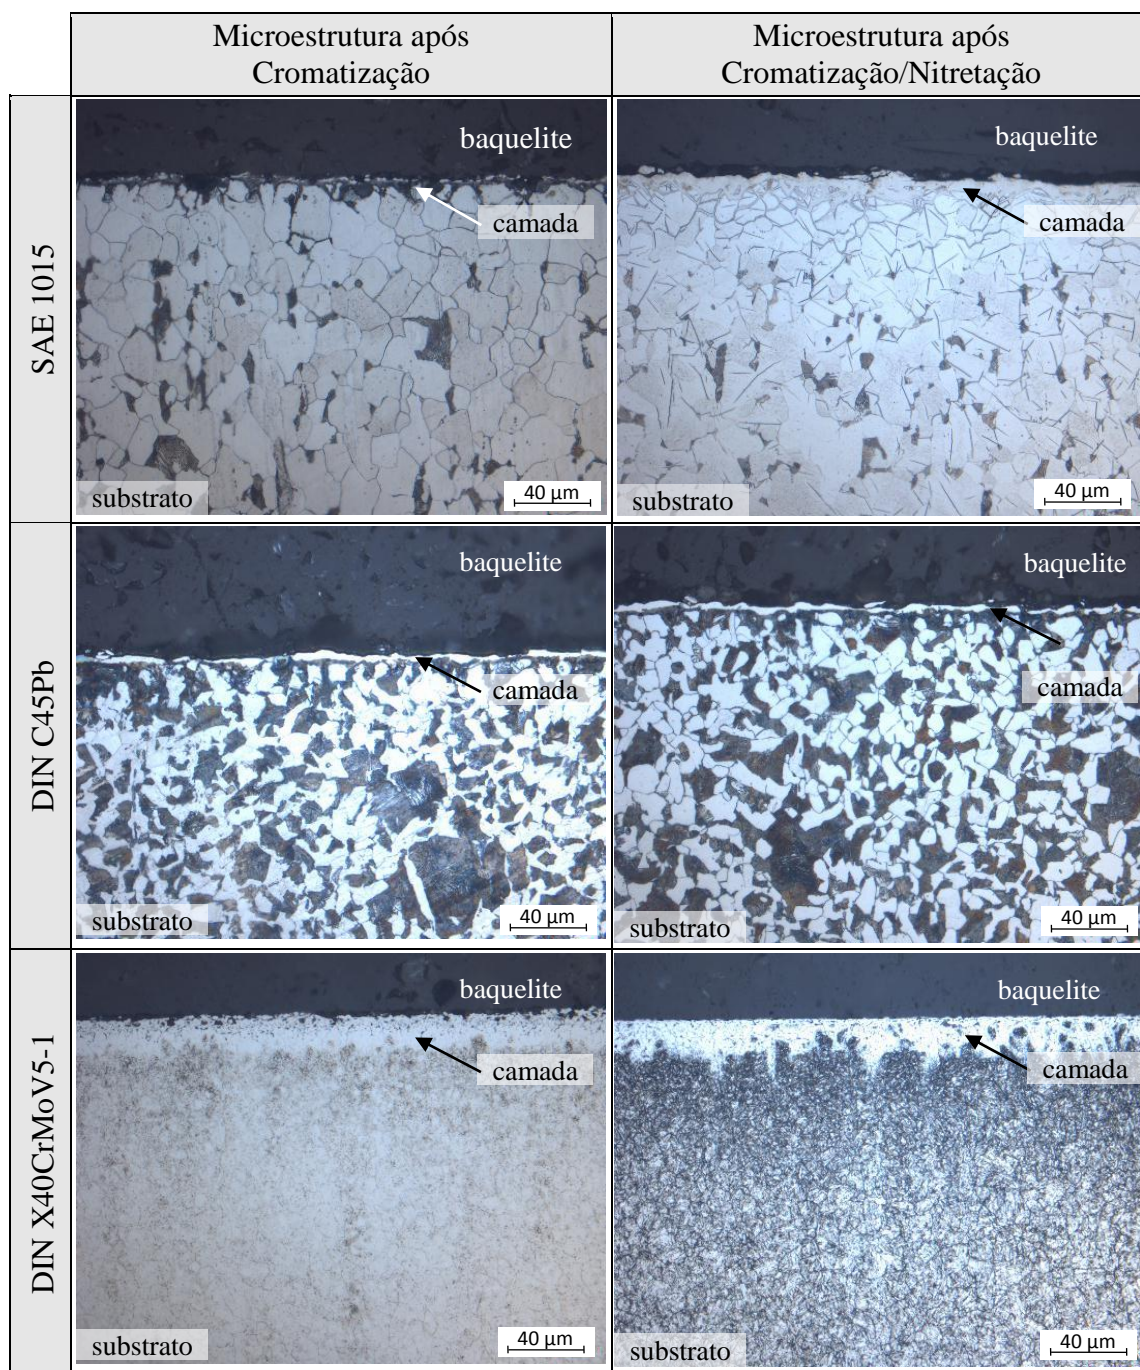 Microestrutura após
Cromatização
Microestrutura após
Cromatização/Nitretação
SAE 1015
baquelite
camada
substrato
40 µm
baquelite
camada
substrato
40 µm
DIN C45Pb
baquelite
camada
substrato
40 µm
baquelite
camada
substrato
40 µm
DIN X40CrMoV5-1
baquelite
camada
substrato
40 µm
baquelite
camada
substrato
40 µm